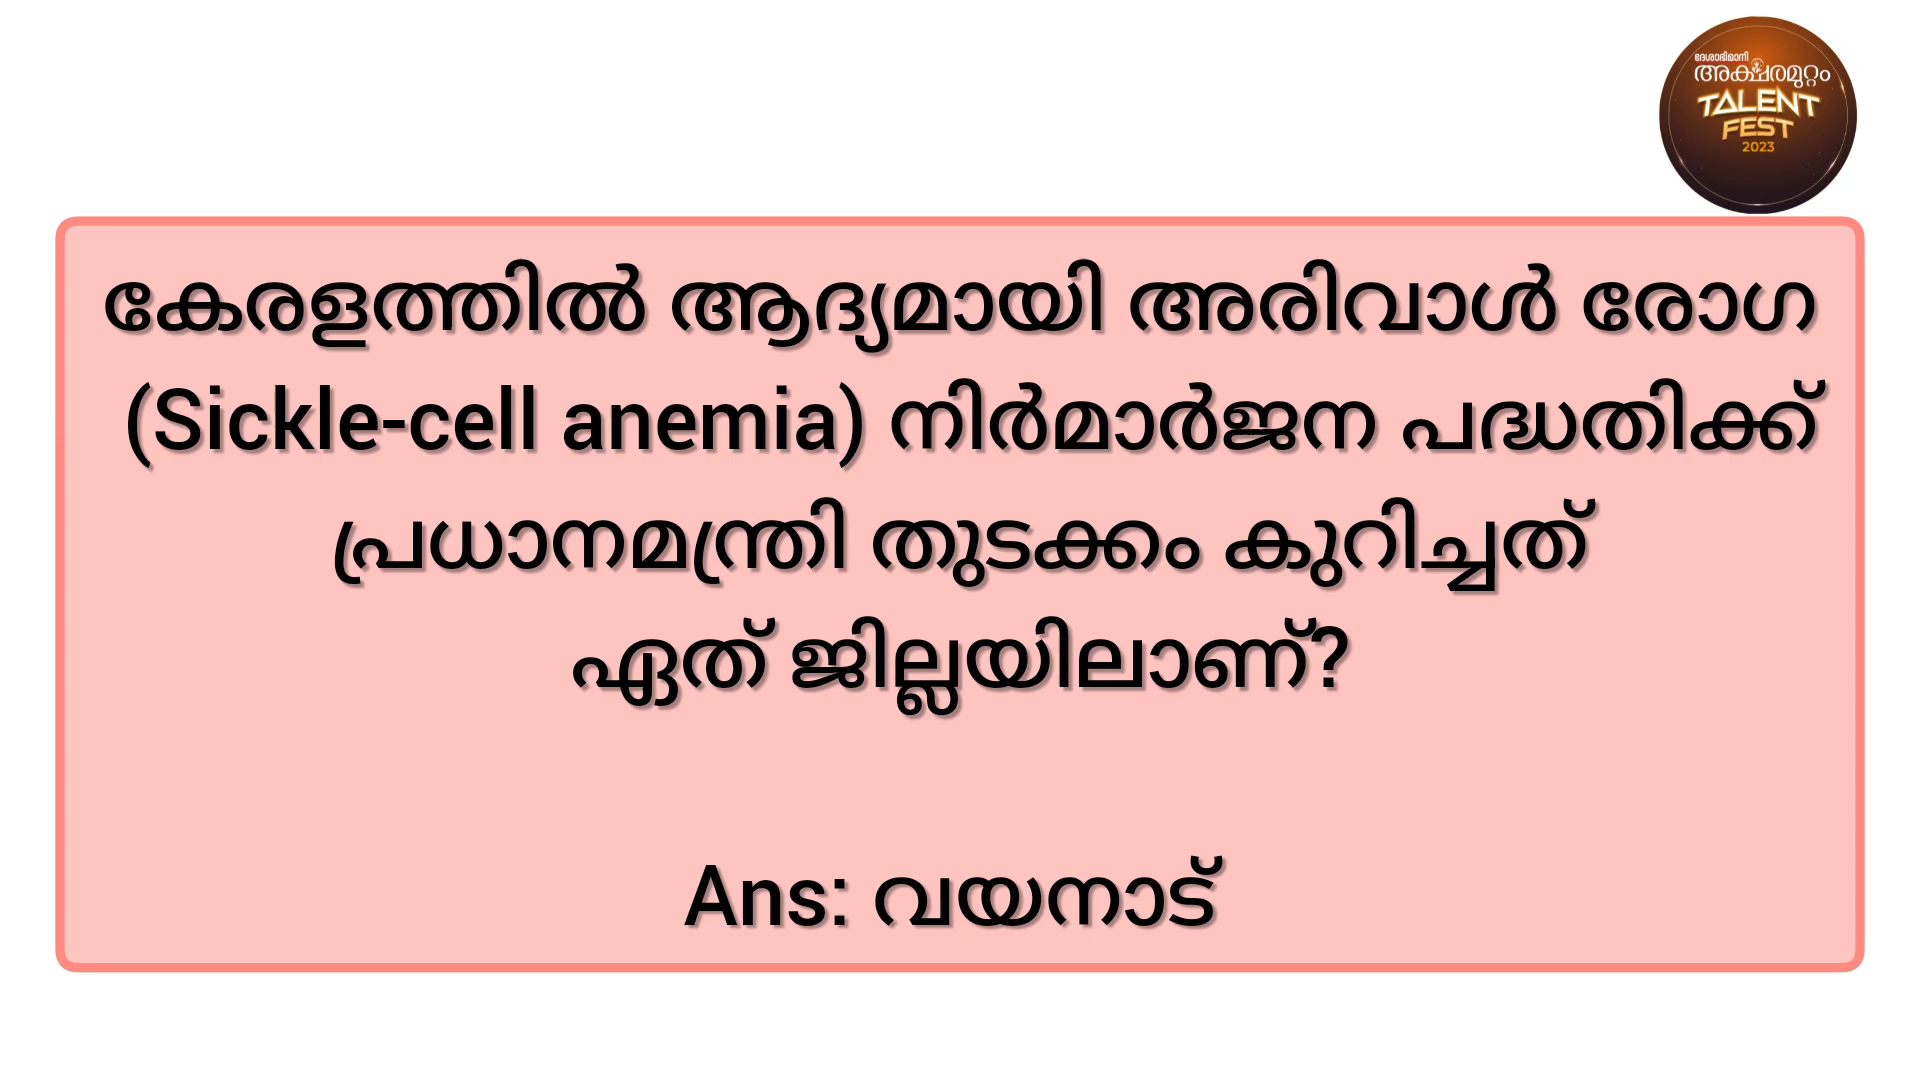 ദേശാഭിമാനി
അക്ഷരമുറ്റം
TALENT
FEST
2023
കേരളത്തിൽ ആദ്യമായി അരിവാൾ രോഗ
(Sickle-cell anemia) നിർമാർജന പദ്ധതിക്ക്
പ്രധാനമന്ത്രി തുടക്കം കുറിച്ചത്
ഏത് ജില്ലയിലാണ്?
Ans: വയനാട്